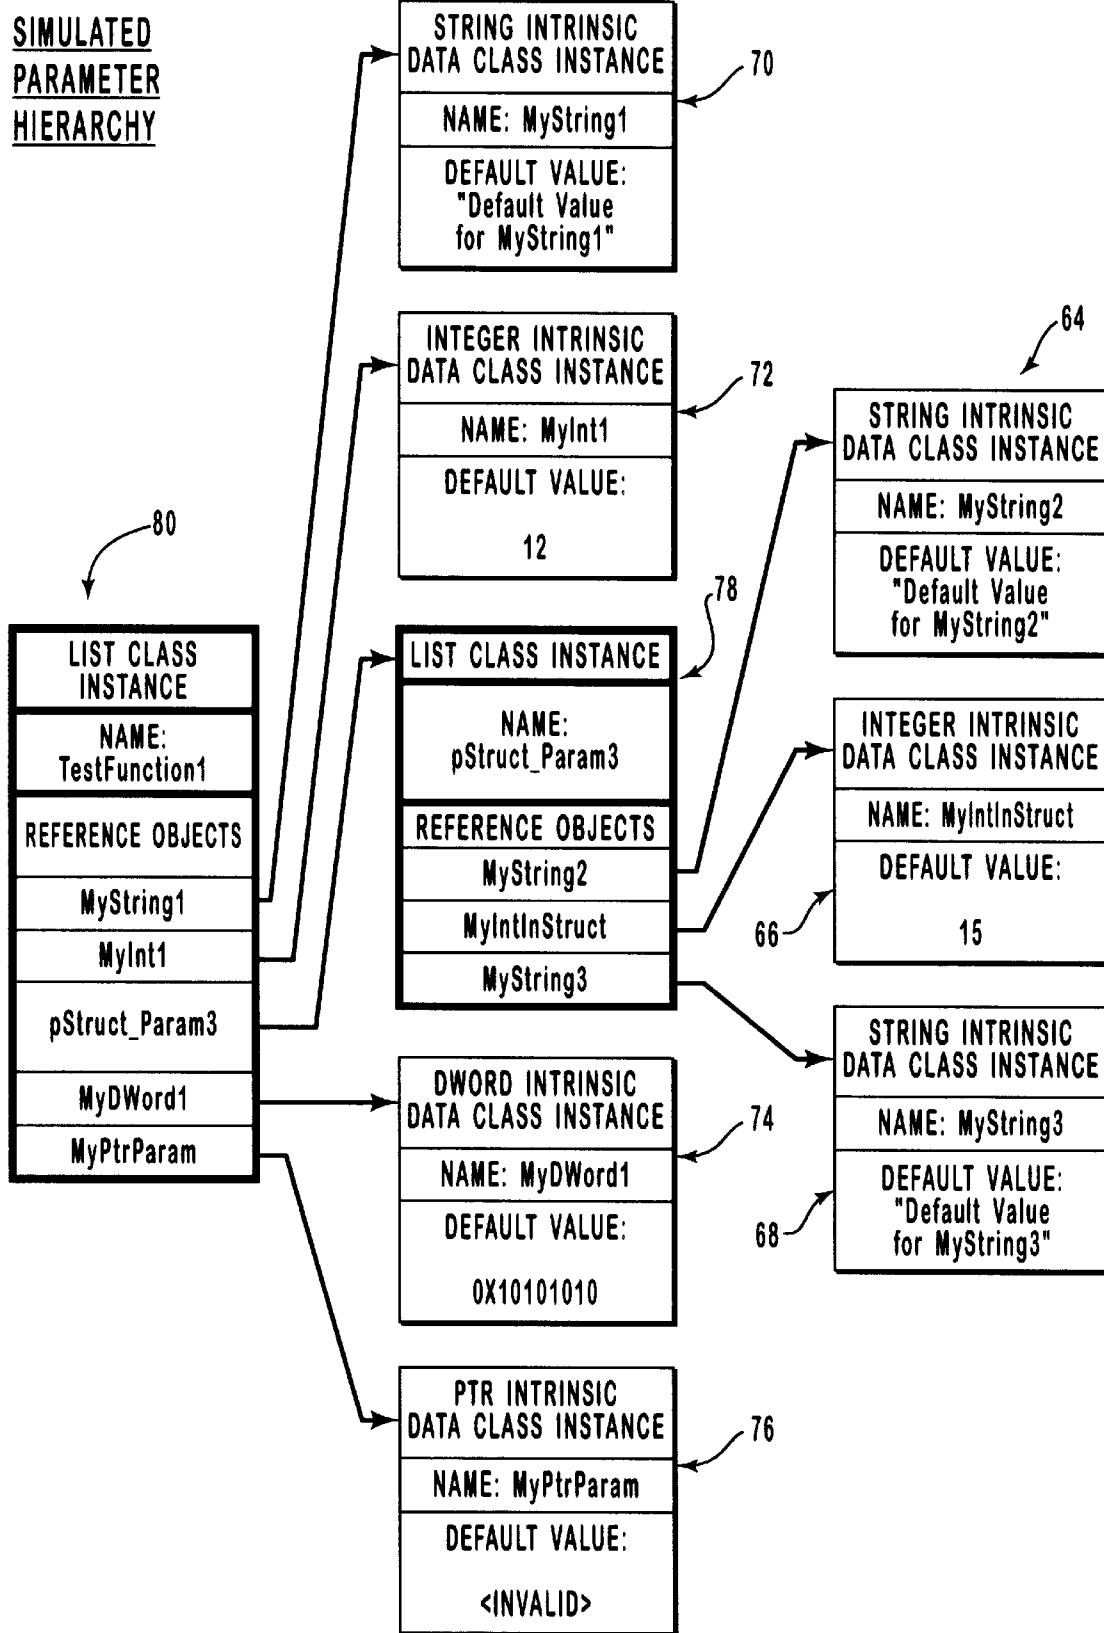 SIMULATED
PARAMETER
HIERARCHY
STRING INTRINSIC
DATA CLASS INSTANCE
NAME: MyString1
DEFAULT VALUE:
"Default Value
for MyString1"
70
INTEGER INTRINSIC
DATA CLASS INSTANCE
NAME: MyInt1
DEFAULT VALUE:
12
72
80
LIST CLASS
INSTANCE
NAME:
TestFunction1
REFERENCE OBJECTS
MyString1
MyInt1
pStruct_Param3
MyDWord1
MyPtrParam
78
LIST CLASS INSTANCE
NAME:
pStruct_Param3
REFERENCE OBJECTS
MyString2
MyIntInStruct
MyString3
DWORD INTRINSIC
DATA CLASS INSTANCE
NAME: MyDWord1
DEFAULT VALUE:
0X10101010
74
PTR INTRINSIC
DATA CLASS INSTANCE
NAME: MyPtrParam
DEFAULT VALUE:
<INVALID>
76
64
STRING INTRINSIC
DATA CLASS INSTANCE
NAME: MyString2
DEFAULT VALUE:
"Default Value
for MyString2"
INTEGER INTRINSIC
DATA CLASS INSTANCE
NAME: MyIntInStruct
DEFAULT VALUE:
15
66
STRING INTRINSIC
DATA CLASS INSTANCE
NAME: MyString3
DEFAULT VALUE:
"Default Value
for MyString3"
68